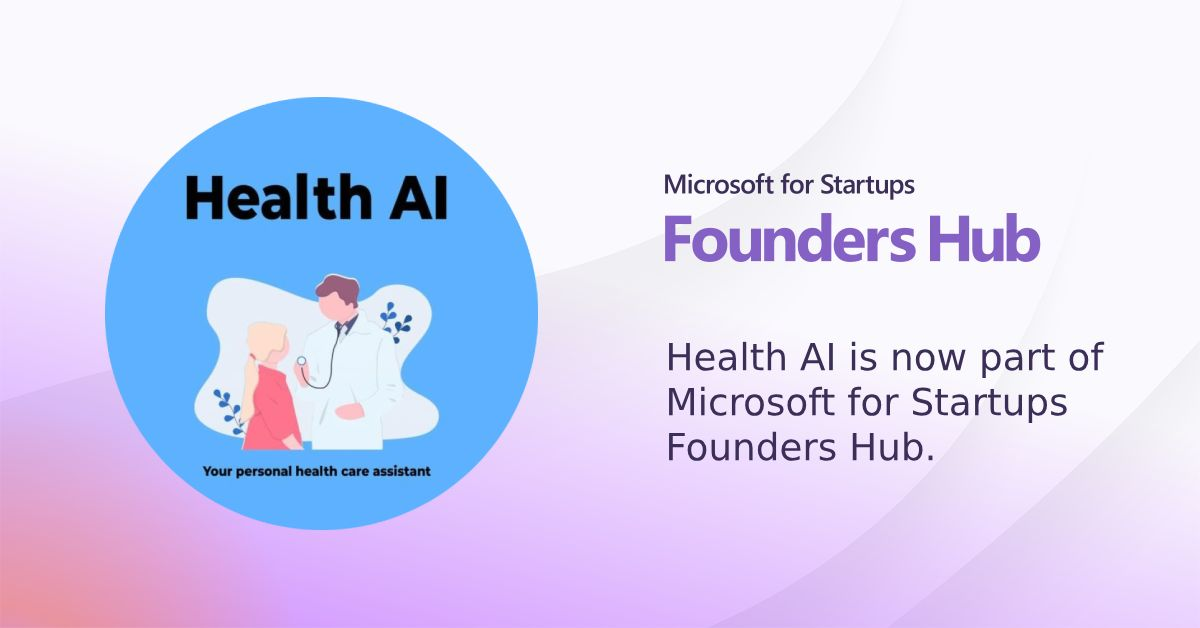 Health AI
Your personal health care assistant
Microsoft for Startups
Founders Hub
Health AI is now part of
Microsoft for Startups
Founders Hub.